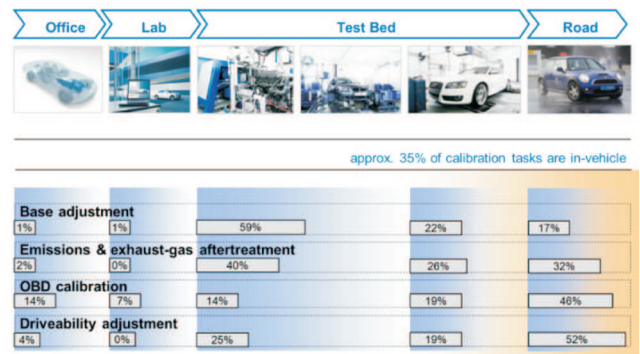 Office Lab Test Bed Road
approx. 35% of calibration tasks are in-vehicle
Base adjustment
1% 1% 59% 22% 17%
Emissions & exhaust-gas aftertreatment
2% 0% 40% 26% 32%
OBD calibration
14% 7% 14% 19% 46%
Driveability adjustment
4% 0% 25% 19% 52%